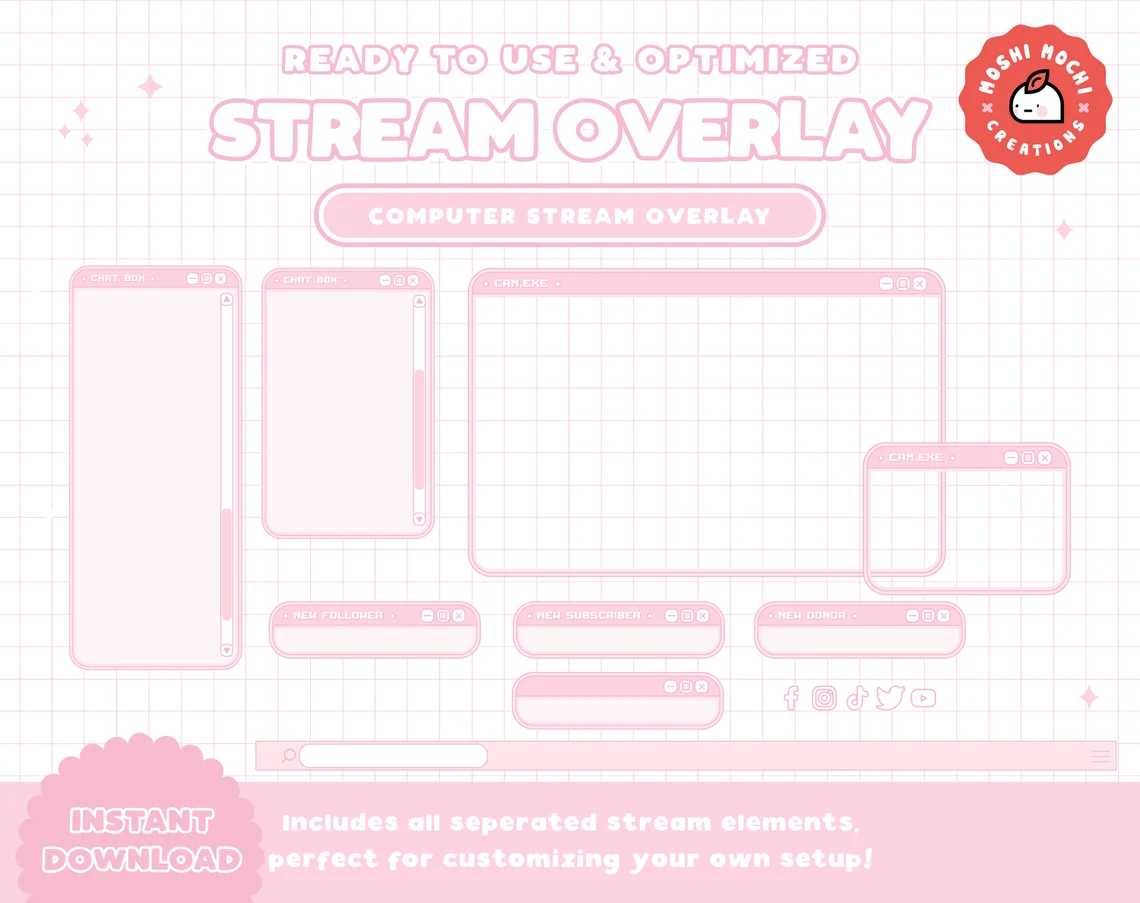 READY TO USE & OPTIMIZED
STREAM OVERLAY
MOSHI MOCHI
CREATIONS
COMPUTER STREAM OVERLAY
CHAT BOX
CHAT BOX
CAM.EXE
CAM.EXE
NEW FOLLOWER
NEW SUBSCRIBER
NEW DONOR
INSTANT
DOWNLOAD
Includes all seperated stream elements,
perfect for customizing your own setup!